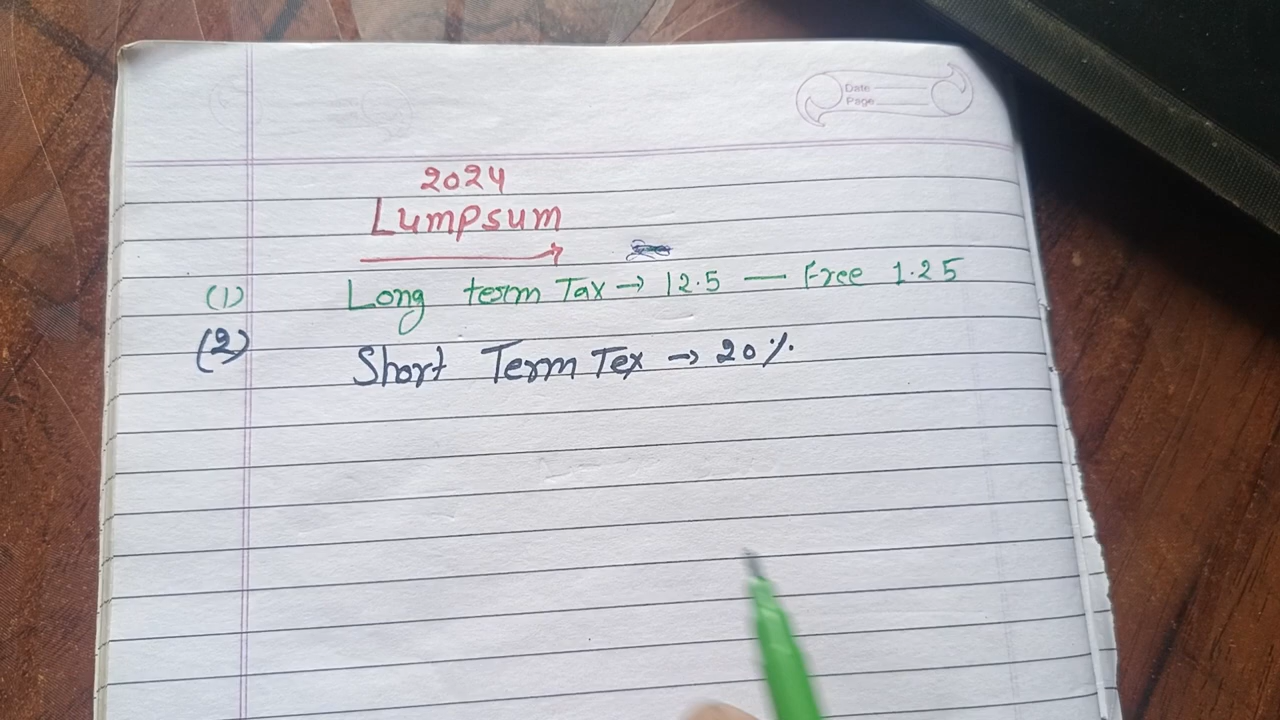 Date
Page
2024
Lumpsum
(1) Long term Tax → 12.5 — Free 1.25
(2) Short Term Tex → 20%